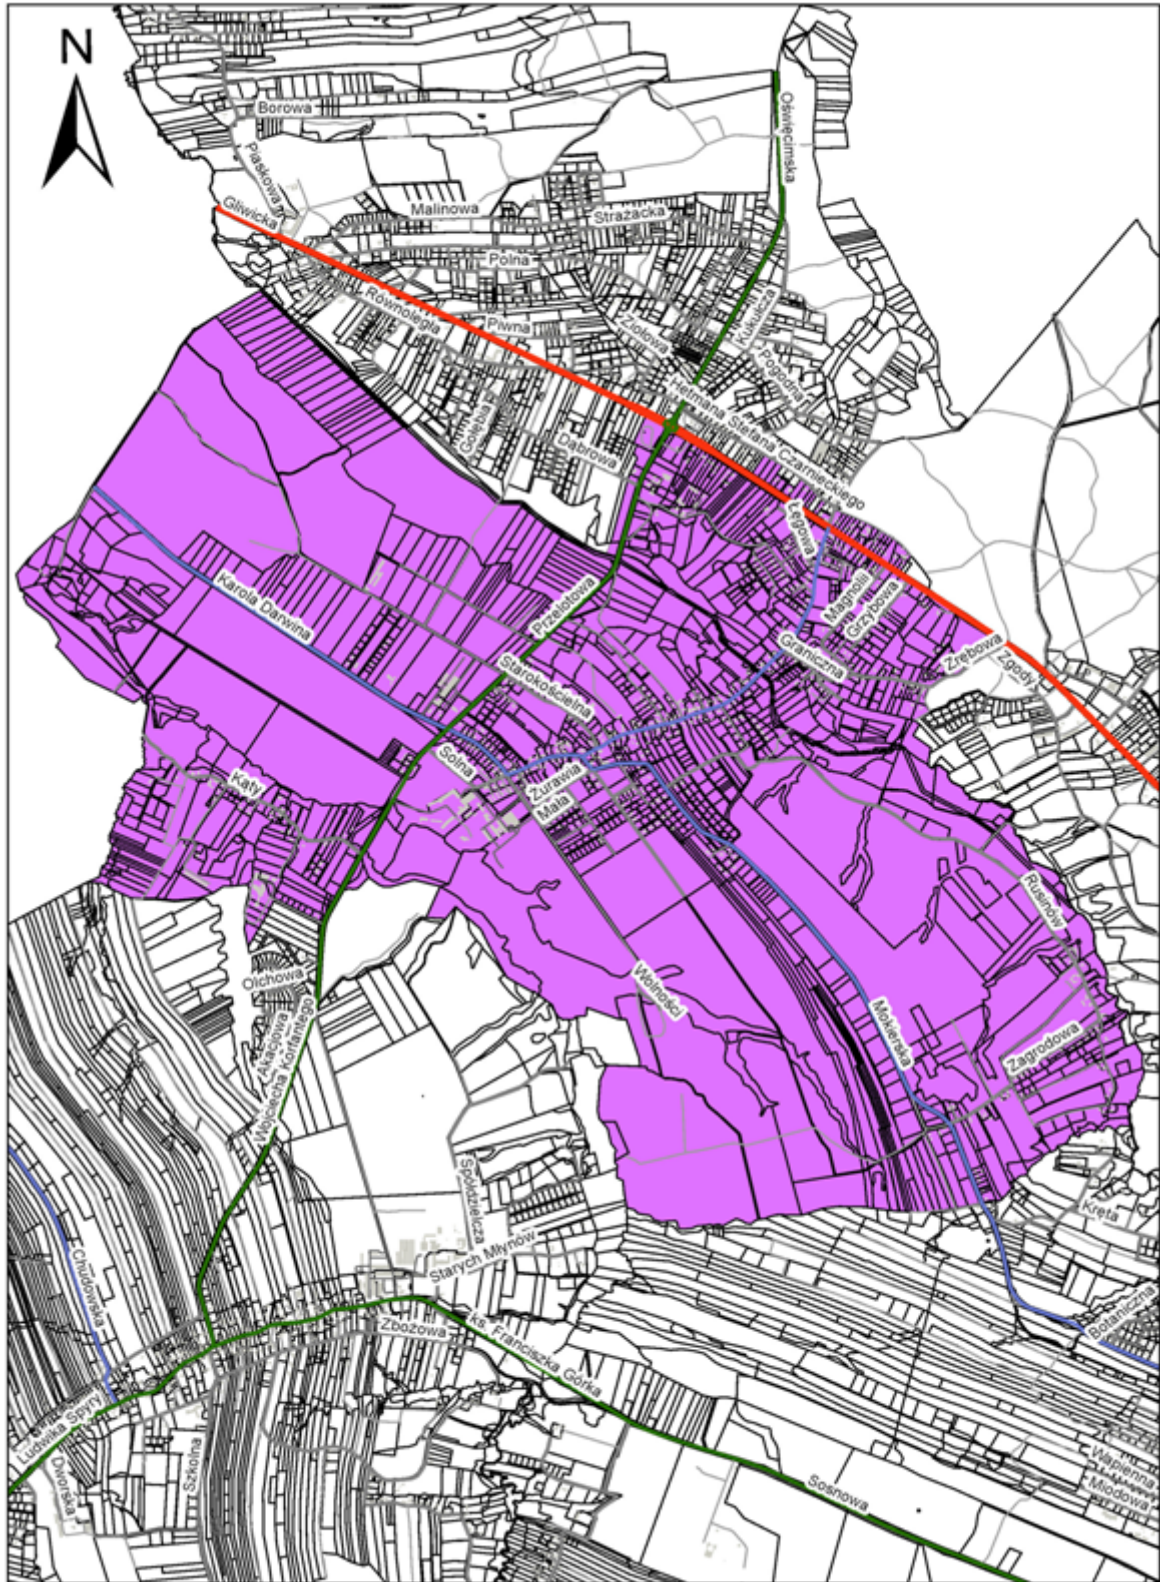 N
Borowa
Piaskowa
Oświęcimska
Gliwicka
Malinowa
Strażacka
Polna
Równoległa
Piwna
Ziołowa
Kukułcza
Pogodna
Hetmana Stefana Czarnieckiego
Gołębia
Dąbrowa
Łęgowa
Karola Darwina
Przelotowa
Magnolii
Grzybowa
Graniczna
Zrębowa
Zgody
Starokościelna
Solna
Żurawia
Mała
Kąty
Rusinów
Olchowa
Wolności
Akacjowa
Wojciecha Korfantego
Mokierska
Zagrodowa
Spółdzielcza
Kręta
Starych Młynów
Chudowska
Zbożowa
Botaniczna
ks. Franciszka Górka
Ludwika Spyry
Szkolna
Dworska
Wapienna
Miodowa
Sosnowa